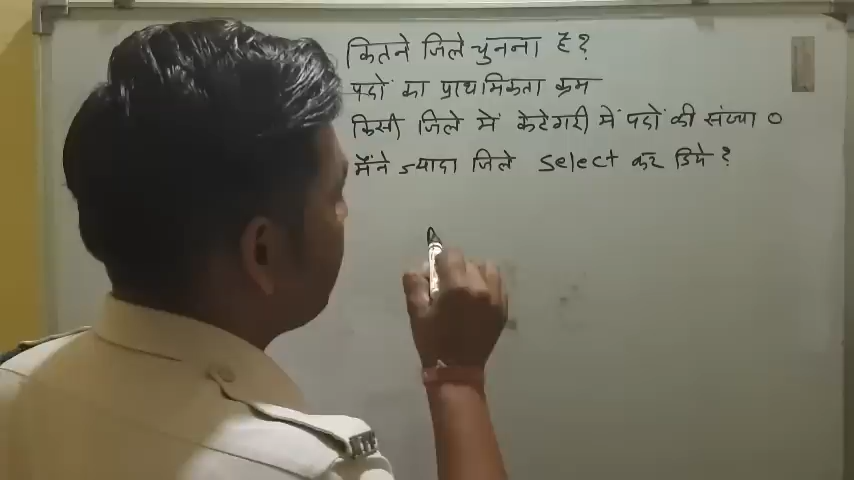 कितने जिले चुनना है?
पदों का प्राथमिकता क्रम
किसी जिले में केटेगरी में पदों की संख्या 0
मैंने ज्यादा जिले select कर दिये?